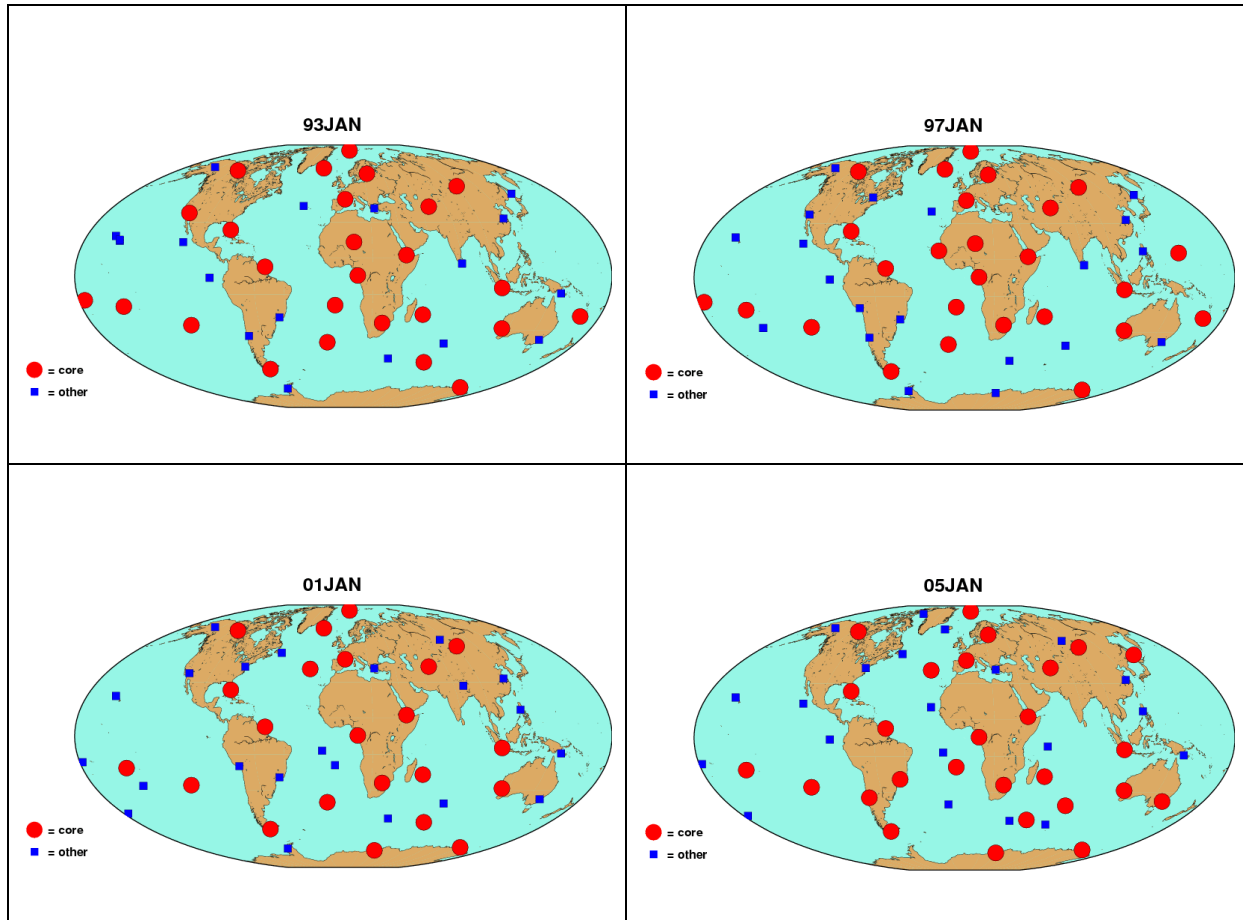 93JAN
= core
= other
97JAN
= core
= other
01JAN
= core
= other
05JAN
= core
= other